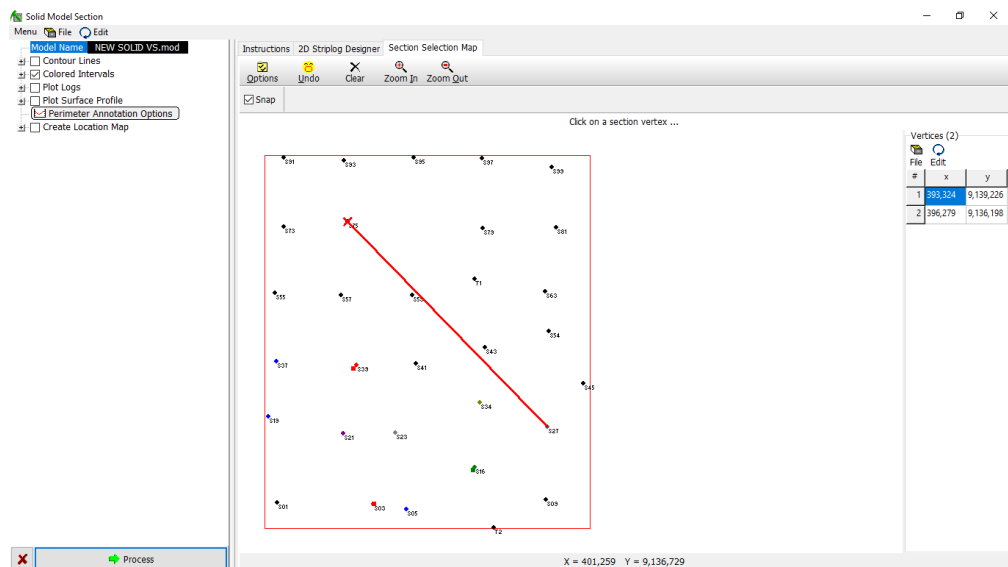 Solid Model Section
Menu File Edit
Model Name NEW SOLID VS.mod
Contour Lines
Colored Intervals
Plot Logs
Plot Surface Profile
Perimeter Annotation Options
Create Location Map
Process
Instructions 2D Striplog Designer Section Selection Map
Options Undo Clear Zoom In Zoom Out
Snap
Click on a section vertex ...
S91 S93 S95 S97 S99
S73 S75 S79 S81
T1
S55 S57 S59 S63
S54
S43
S37 S39 S41
S45
S34
S19
S21 S23 S27
S16
S01 S03 S05 S09
T2
Vertices (2)
File Edit
# x y
1 393,324 9,139,226
2 396,279 9,136,198
X = 401,259 Y = 9,136,729